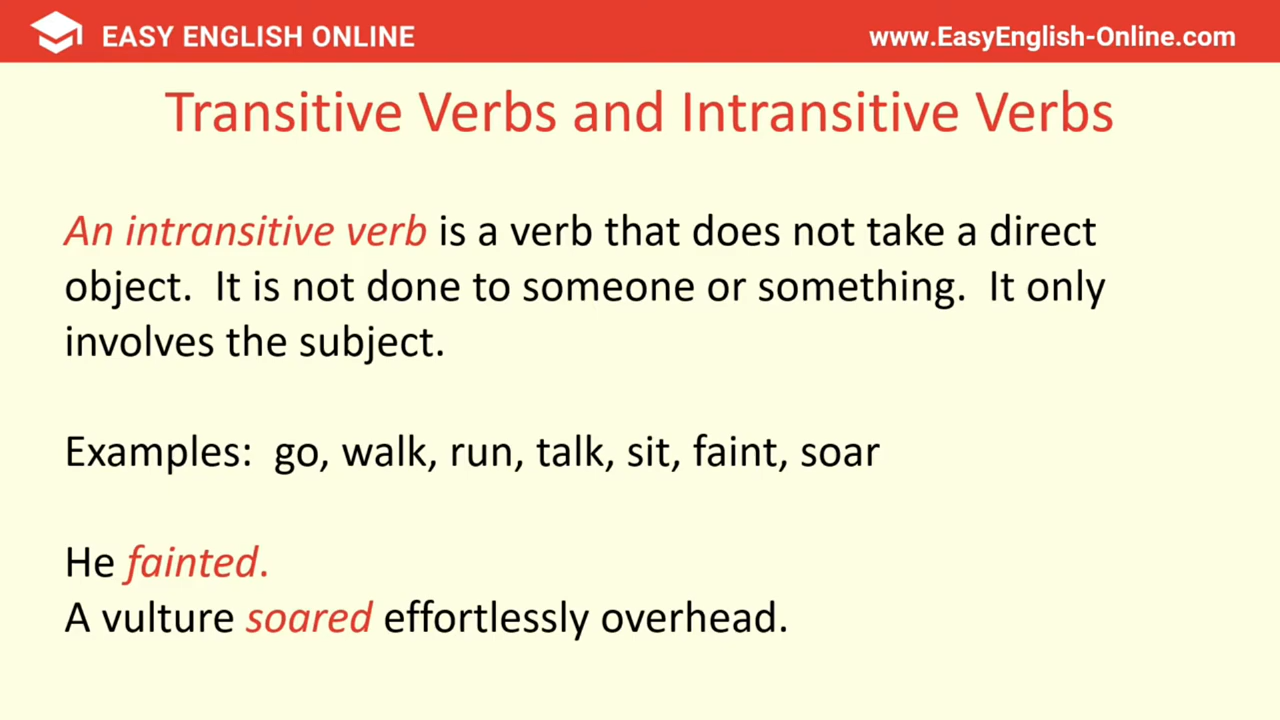 EASY ENGLISH ONLINE
www.EasyEnglish-Online.com
Transitive Verbs and Intransitive Verbs
An intransitive verb is a verb that does not take a direct
object.  It is not done to someone or something.  It only
involves the subject.
Examples:  go, walk, run, talk, sit, faint, soar
He fainted.
A vulture soared effortlessly overhead.